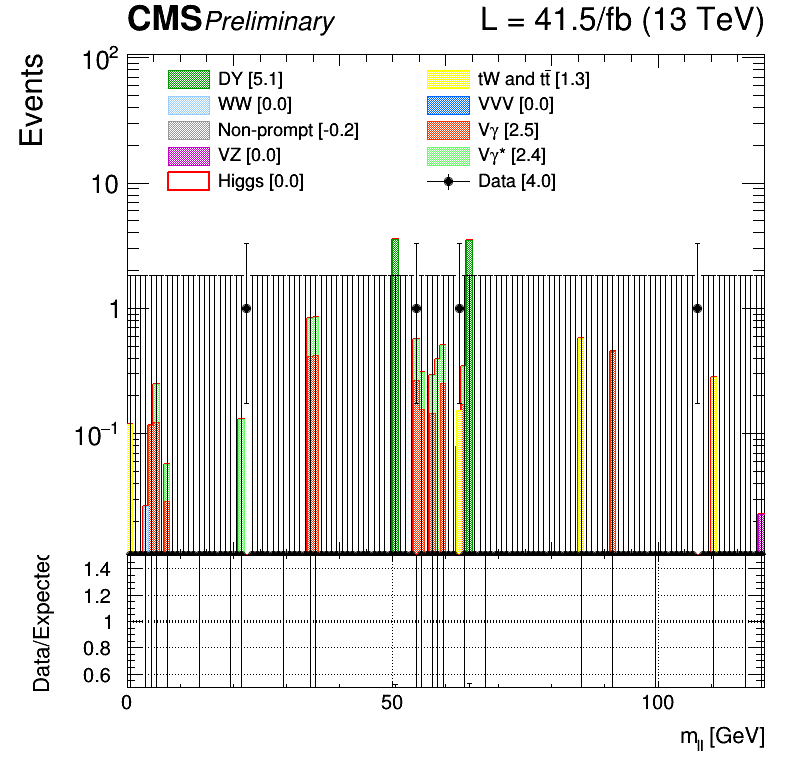 CMS Preliminary L = 41.5/fb (13 TeV)
Events
10²
10
1
10⁻¹
DY [5.1]
WW [0.0]
Non-prompt [-0.2]
VZ [0.0]
Higgs [0.0]
tW and tt̄ [1.3]
VVV [0.0]
Vγ [2.5]
Vγ* [2.4]
Data [4.0]
Data/Expected
1.4
1.2
1
0.8
0.6
0 50 100
m_ll [GeV]